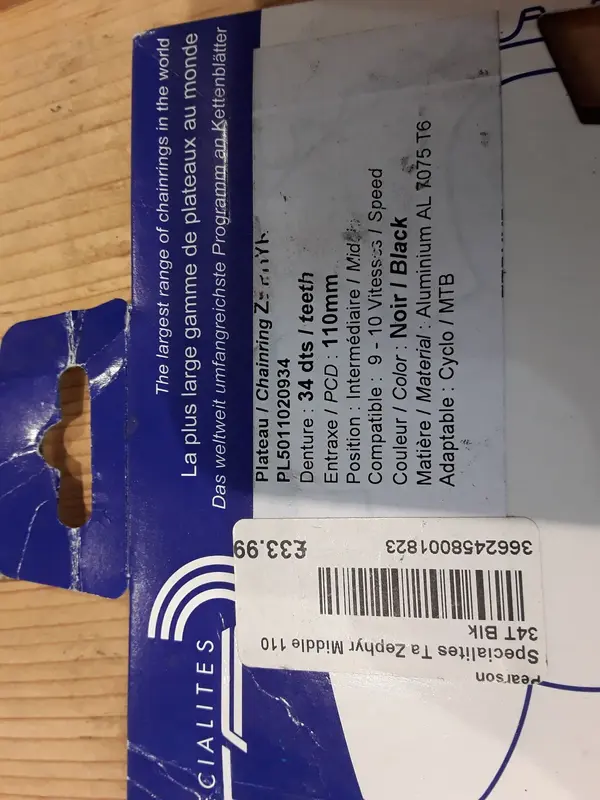 The largest range of chainrings in the world
La plus large gamme de plateaux au monde
Das weltweit umfangreichste Programm an Kettenblätter
Plateau / Chainring
PL5011020934
Denture : 34 dts / teeth
Entraxe / PCD : 110mm
Position : Intermédiaire /
Compatible : 9 - 10 Vitesses / Speed
Couleur / Color : Noir / Black
Matière / Material : Aluminium AL 7075 T6
Adaptable : Cyclo / MTB
Pearson
Specialites Ta Zephyr Middle 110
34T Blk
3662458001823
£33.99
CIALITES